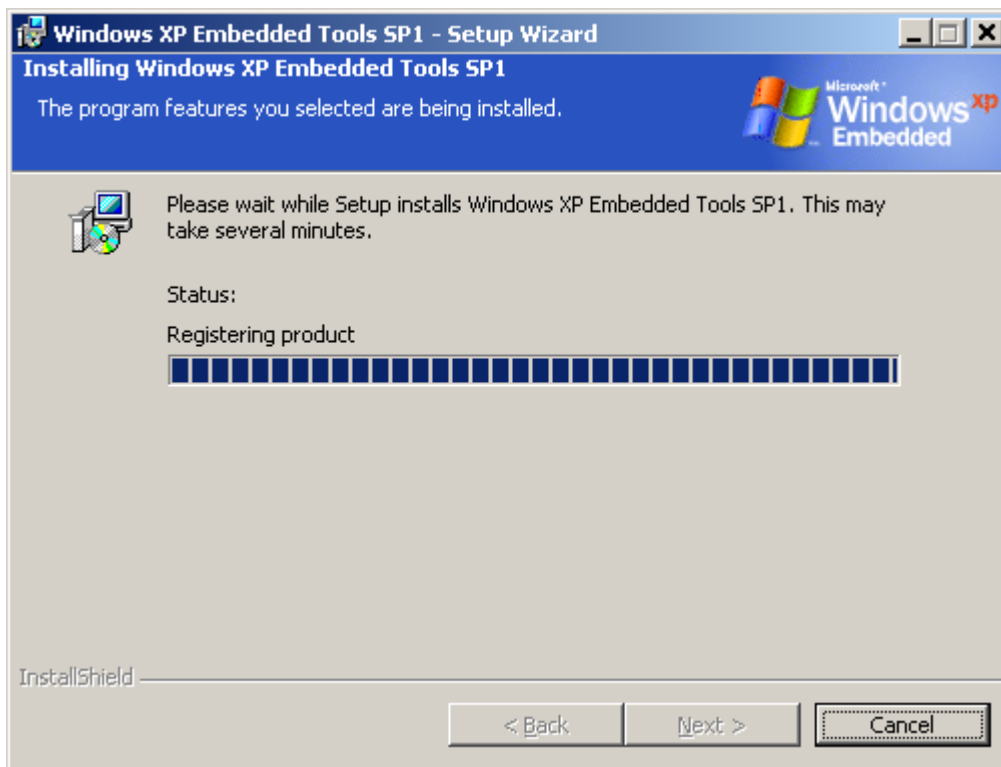 Windows XP Embedded Tools SP1 - Setup Wizard
Installing Windows XP Embedded Tools SP1
The program features you selected are being installed.
Microsoft
Windows xp
Embedded
Please wait while Setup installs Windows XP Embedded Tools SP1. This may
take several minutes.
Status:
Registering product
InstallShield
< Back
Next >
Cancel